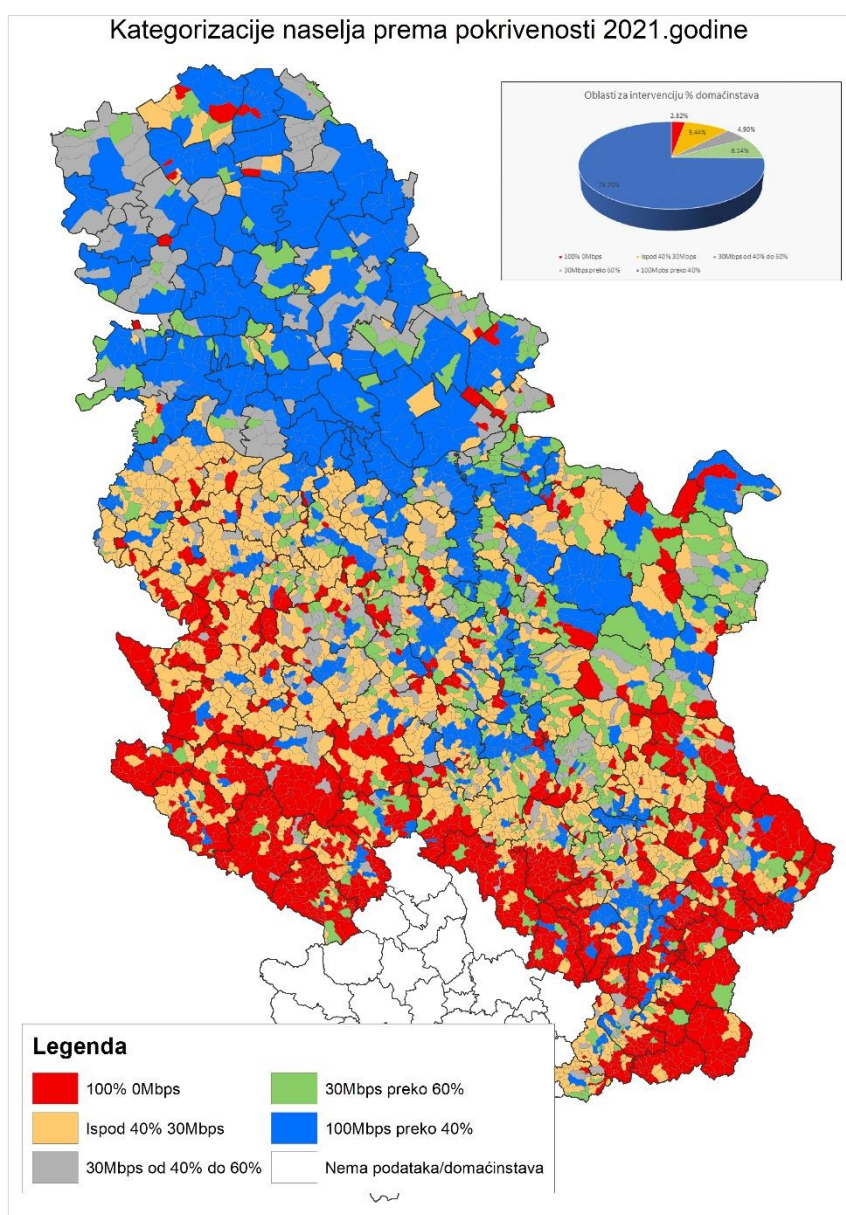 Kategorizacije naselja prema pokrivenosti 2021.godine
Oblasti za intervenciju % domaćinstava
2.82%
9.44%
4.90%
8.14%
100% 0Mbps
Ispod 40% 30Mbps
30Mbps od 40% do 60%
30Mbps preko 60%
100Mbps preko 40%
Legenda
100% 0Mbps
Ispod 40% 30Mbps
30Mbps od 40% do 60%
30Mbps preko 60%
100Mbps preko 40%
Nema podataka/domaćinstava